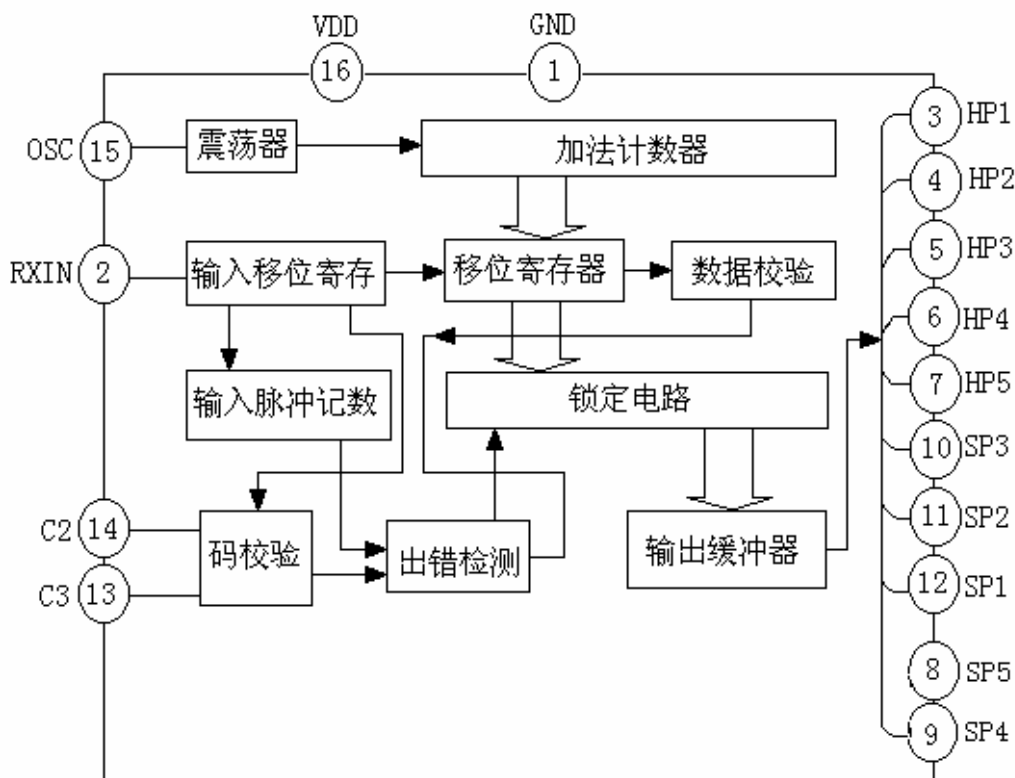 VDD
GND
16
1
3
HP1
OSC
15
震荡器
加法计数器
4
HP2
RXIN
2
输入移位寄存
移位寄存器
数据校验
5
HP3
6
HP4
输入脉冲记数
锁定电路
7
HP5
10
SP3
C2
14
码校验
出错检测
输出缓冲器
11
SP2
C3
13
12
SP1
8
SP5
9
SP4